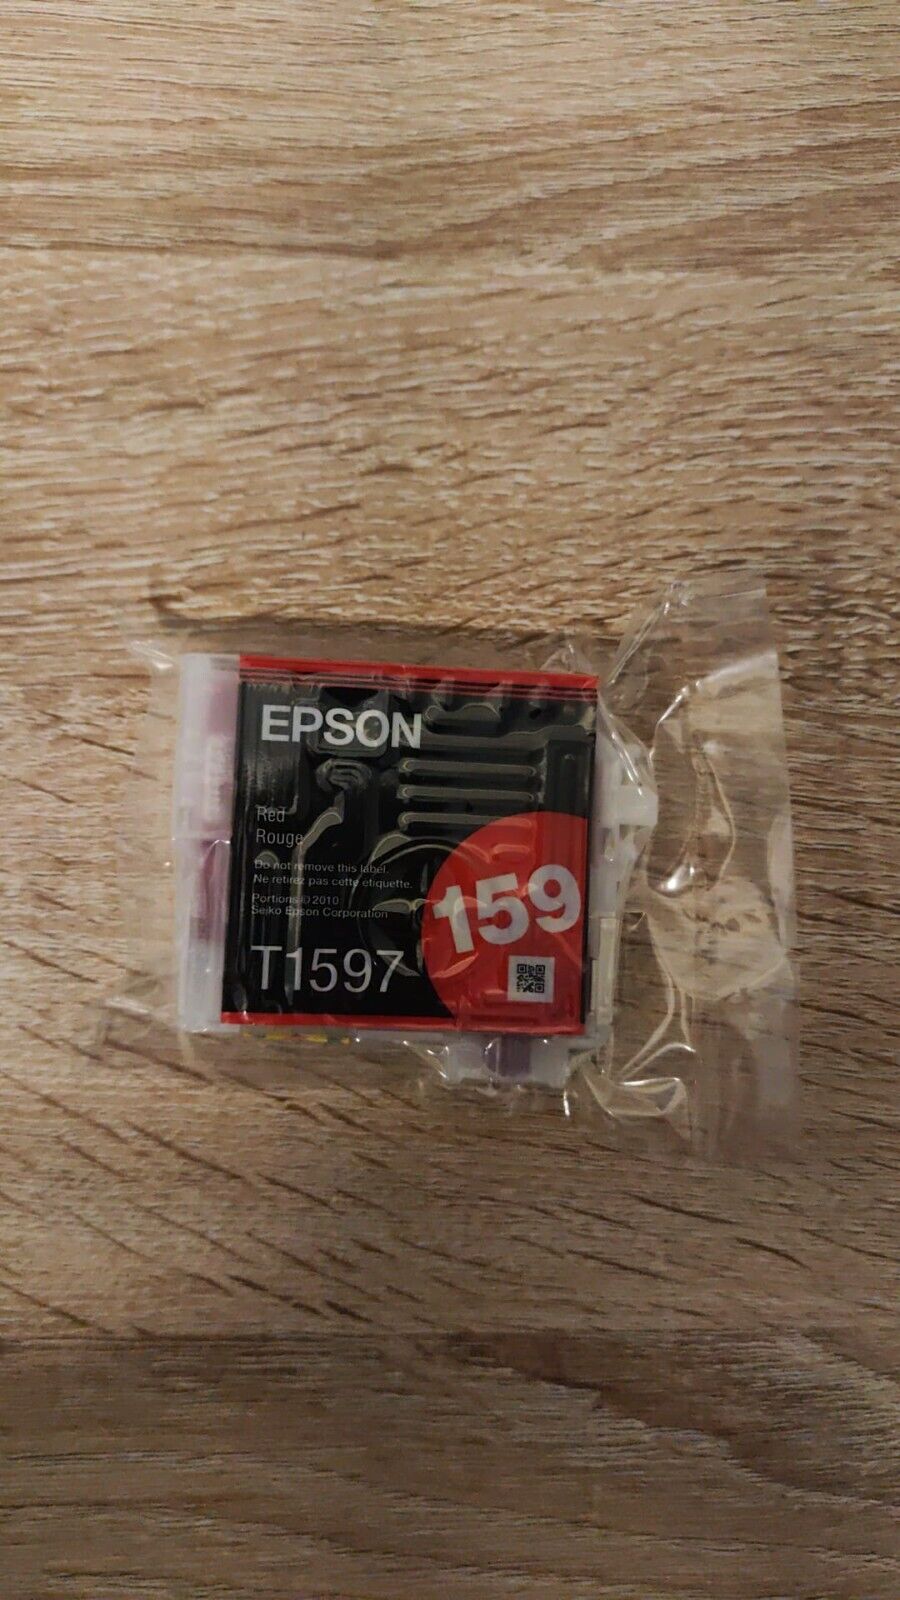 EPSON
Red
Rouge
Do not remove this label.
Ne retirez pas cette étiquette.
Portions © 2010
Seiko Epson Corporation
159
T1597